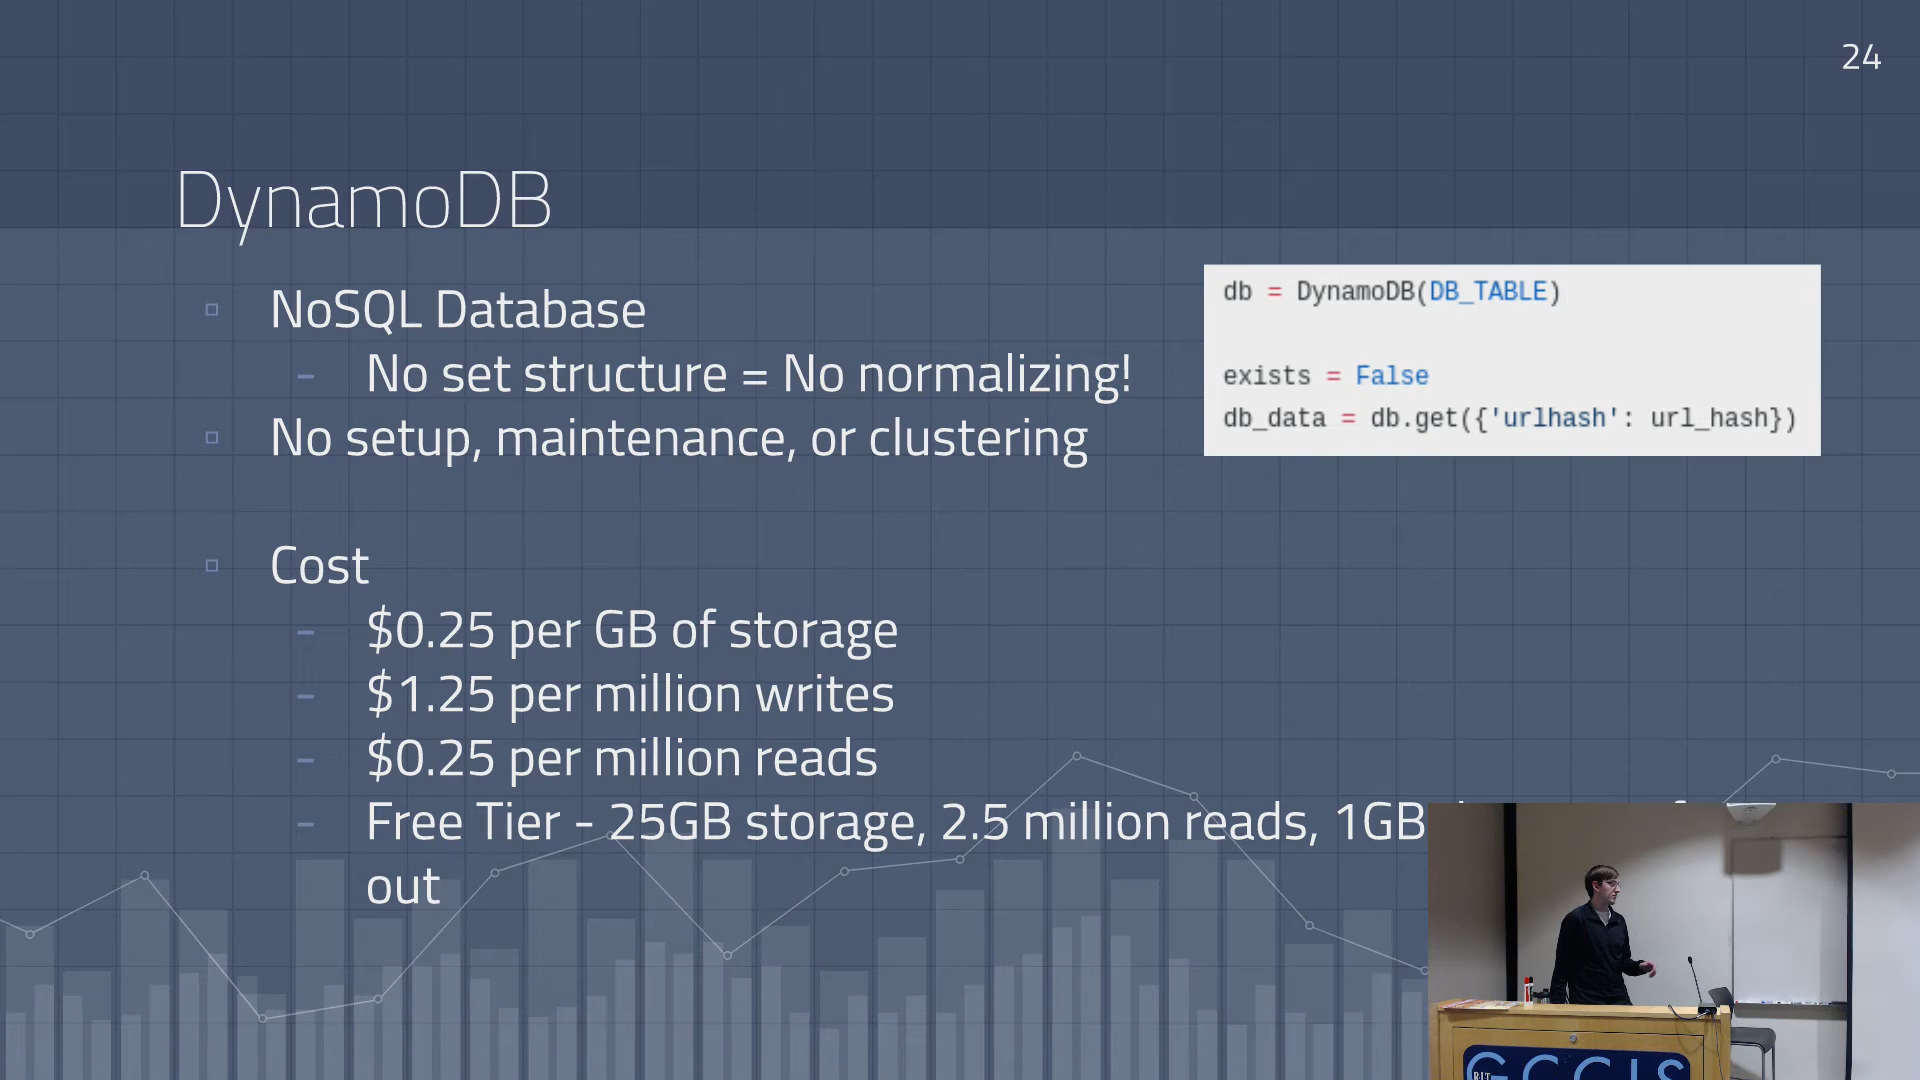 24
DynamoDB
NoSQL Database
- No set structure = No normalizing!
No setup, maintenance, or clustering
Cost
- $0.25 per GB of storage
- $1.25 per million writes
- $0.25 per million reads
- Free Tier - 25GB storage, 2.5 million reads, 1GB
out
db = DynamoDB(DB_TABLE)
exists = False
db_data = db.get({'urlhash': url_hash})
RIT
GCCIS